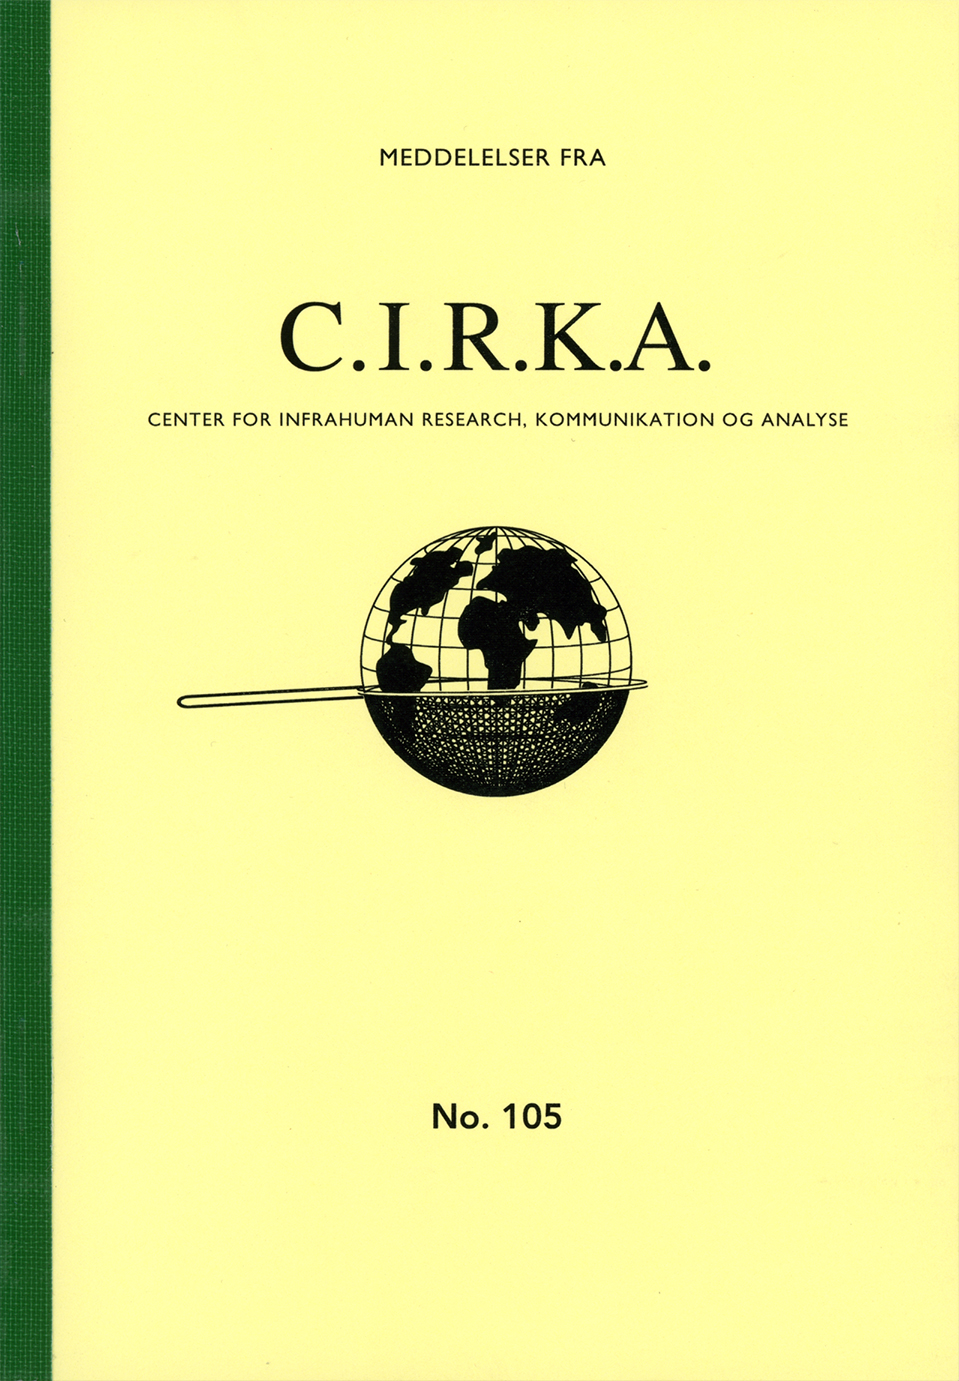 MEDDELELSER FRA
C.I.R.K.A.
CENTER FOR INFRAHUMAN RESEARCH, KOMMUNIKATION OG ANALYSE
No. 105